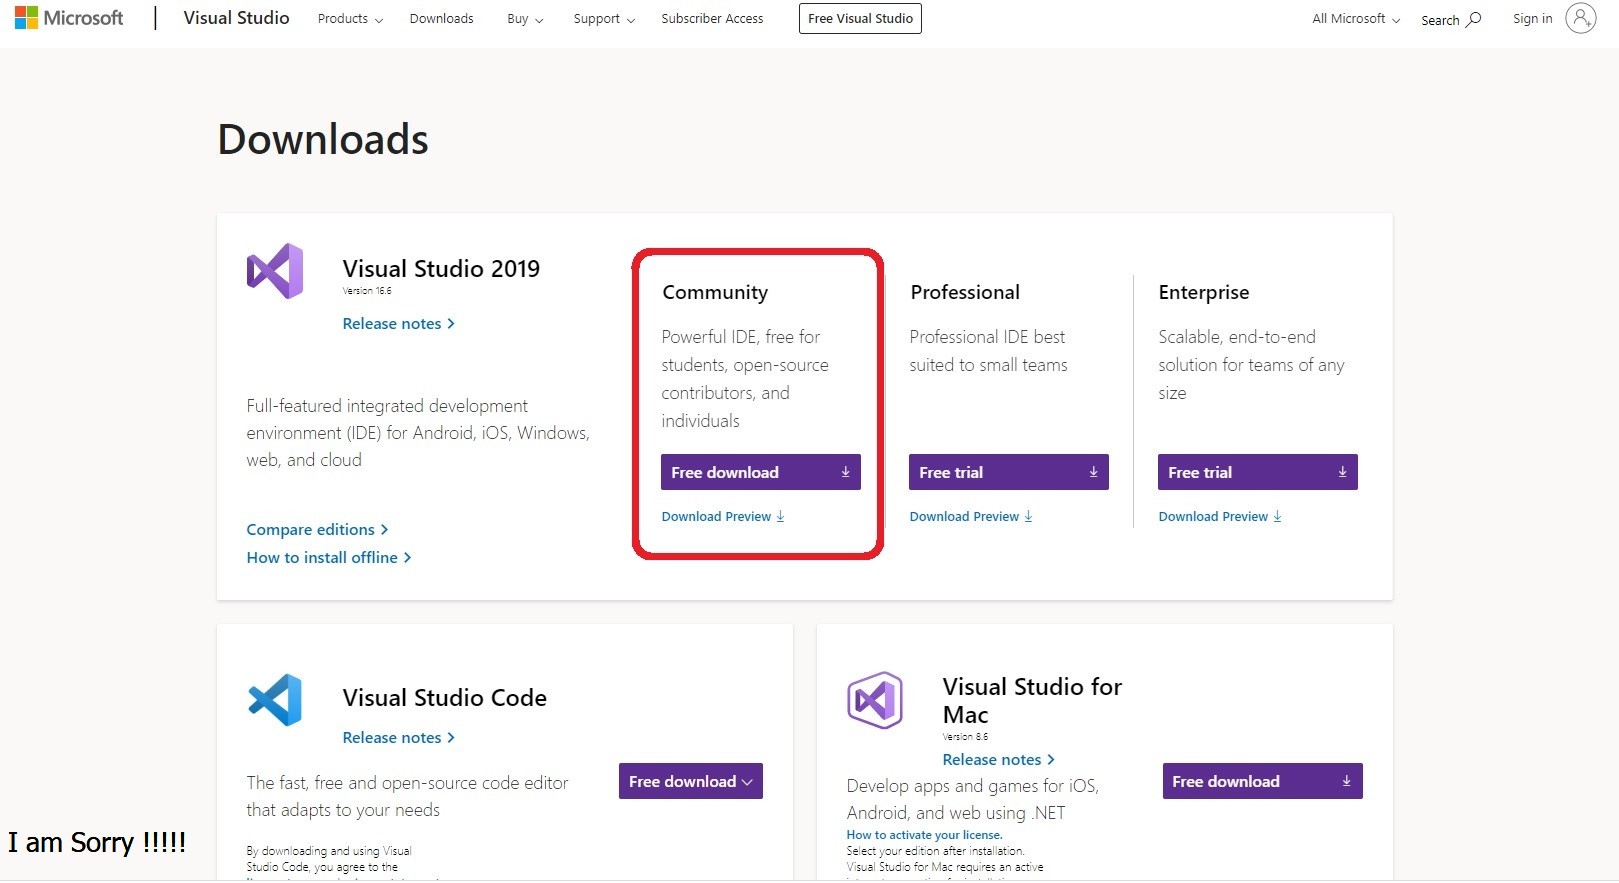 Microsoft
Visual Studio
Products
Downloads
Buy
Support
Subscriber Access
Free Visual Studio
All Microsoft
Search
Sign in
Downloads
Visual Studio 2019
Version 16.6
Release notes
Full-featured integrated development
environment (IDE) for Android, iOS, Windows,
web, and cloud
Compare editions
How to install offline
Community
Powerful IDE, free for
students, open-source
contributors, and
individuals
Free download
Download Preview
Professional
Professional IDE best
suited to small teams
Free trial
Download Preview
Enterprise
Scalable, end-to-end
solution for teams of any
size
Free trial
Download Preview
Visual Studio Code
Release notes
The fast, free and open-source code editor
that adapts to your needs
Free download
By downloading and using Visual
Studio Code, you agree to the
Visual Studio for
Mac
Version 8.6
Release notes
Develop apps and games for iOS,
Android, and web using .NET
How to activate your license.
Select your edition after installation.
Visual Studio for Mac requires an active
Free download
I am Sorry !!!!!